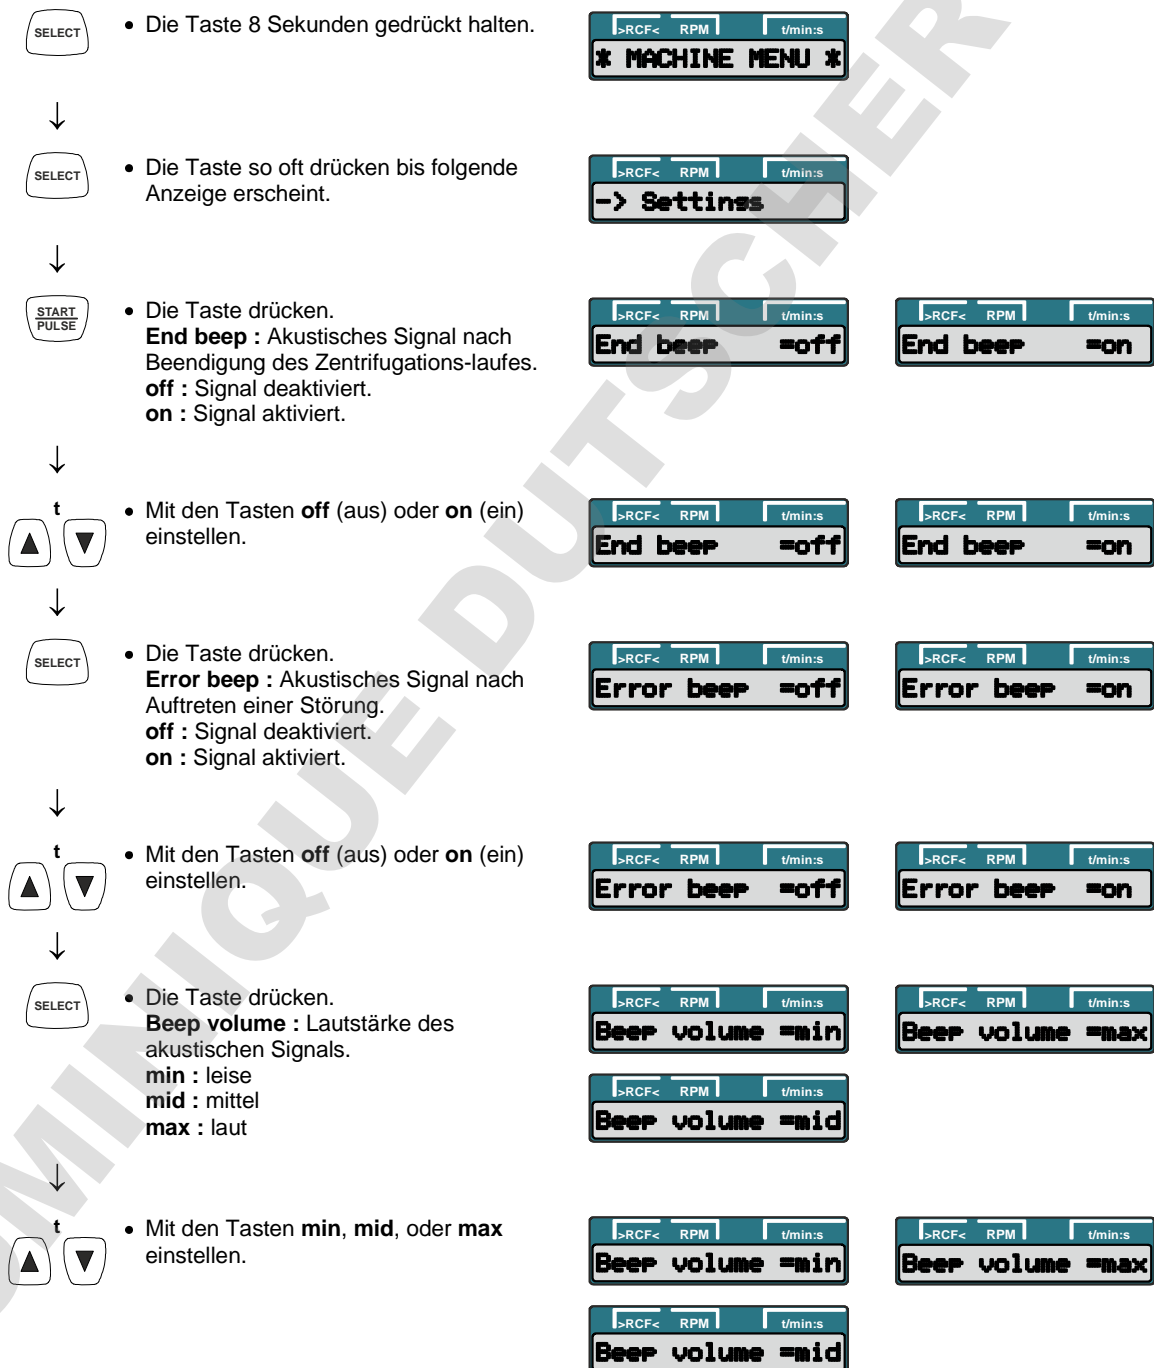 SELECT
• Die Taste 8 Sekunden gedrückt halten.
>RCF< RPM t/min:s
* MACHINE MENU *
↓
SELECT
• Die Taste so oft drücken bis folgende
Anzeige erscheint.
>RCF< RPM t/min:s
-> Settings
↓
START
PULSE
• Die Taste drücken.
End beep : Akustisches Signal nach
Beendigung des Zentrifugations-laufes.
off : Signal deaktiviert.
on : Signal aktiviert.
>RCF< RPM t/min:s
End beep =off
>RCF< RPM t/min:s
End beep =on
↓
t
▲ ▼
• Mit den Tasten off (aus) oder on (ein)
einstellen.
>RCF< RPM t/min:s
End beep =off
>RCF< RPM t/min:s
End beep =on
↓
SELECT
• Die Taste drücken.
Error beep : Akustisches Signal nach
Auftreten einer Störung.
off : Signal deaktiviert.
on : Signal aktiviert.
>RCF< RPM t/min:s
Error beep =off
>RCF< RPM t/min:s
Error beep =on
↓
t
▲ ▼
• Mit den Tasten off (aus) oder on (ein)
einstellen.
>RCF< RPM t/min:s
Error beep =off
>RCF< RPM t/min:s
Error beep =on
↓
SELECT
• Die Taste drücken.
Beep volume : Lautstärke des
akustischen Signals.
min : leise
mid : mittel
max : laut
>RCF< RPM t/min:s
Beep volume =min
>RCF< RPM t/min:s
Beep volume =max
>RCF< RPM t/min:s
Beep volume =mid
↓
t
▲ ▼
• Mit den Tasten min, mid, oder max
einstellen.
>RCF< RPM t/min:s
Beep volume =min
>RCF< RPM t/min:s
Beep volume =max
>RCF< RPM t/min:s
Beep volume =mid
OMINIQUE DUTSCHER